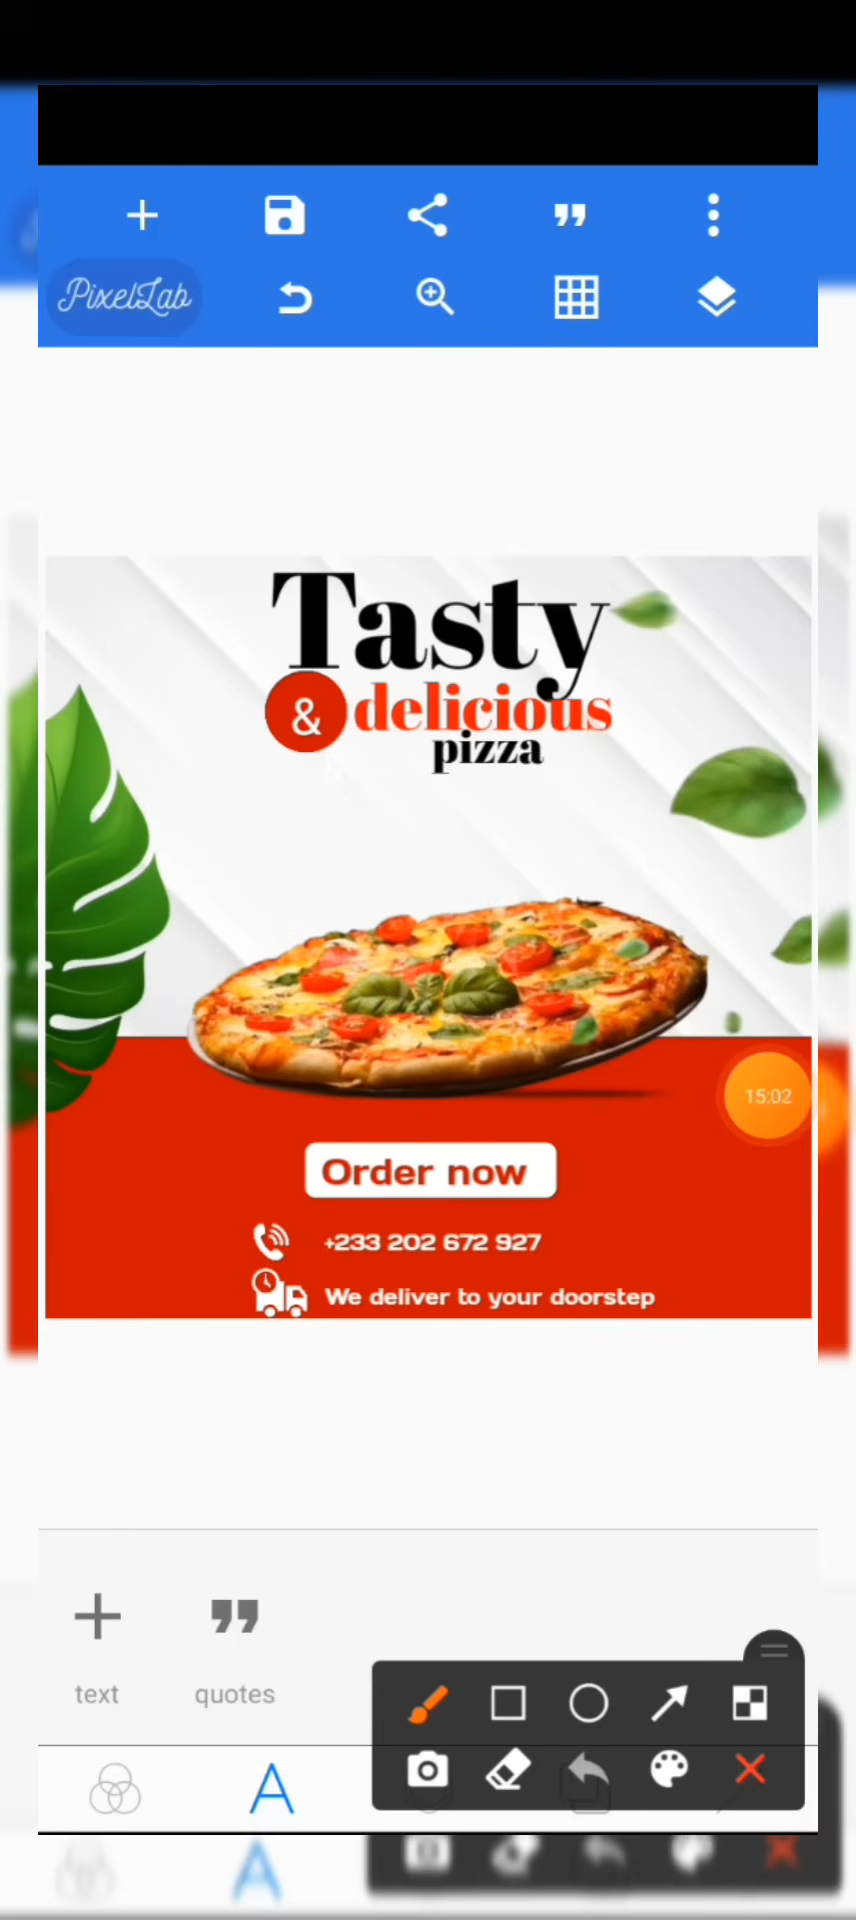 PixelLab
Tasty
& delicious
pizza
15:02
Order now
+233 202 672 927
We deliver to your doorstep
text
quotes
A